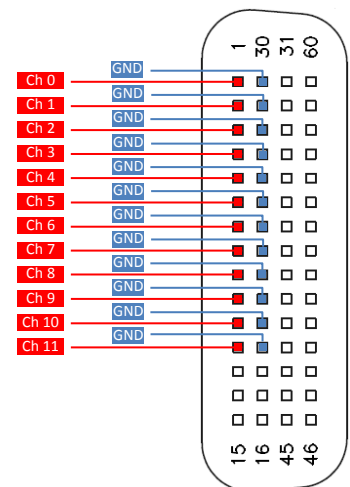 1 30 31 60
GND
Ch 0
GND
Ch 1
GND
Ch 2
GND
Ch 3
GND
Ch 4
GND
Ch 5
GND
Ch 6
GND
Ch 7
GND
Ch 8
GND
Ch 9
GND
Ch 10
GND
Ch 11
15 16 45 46